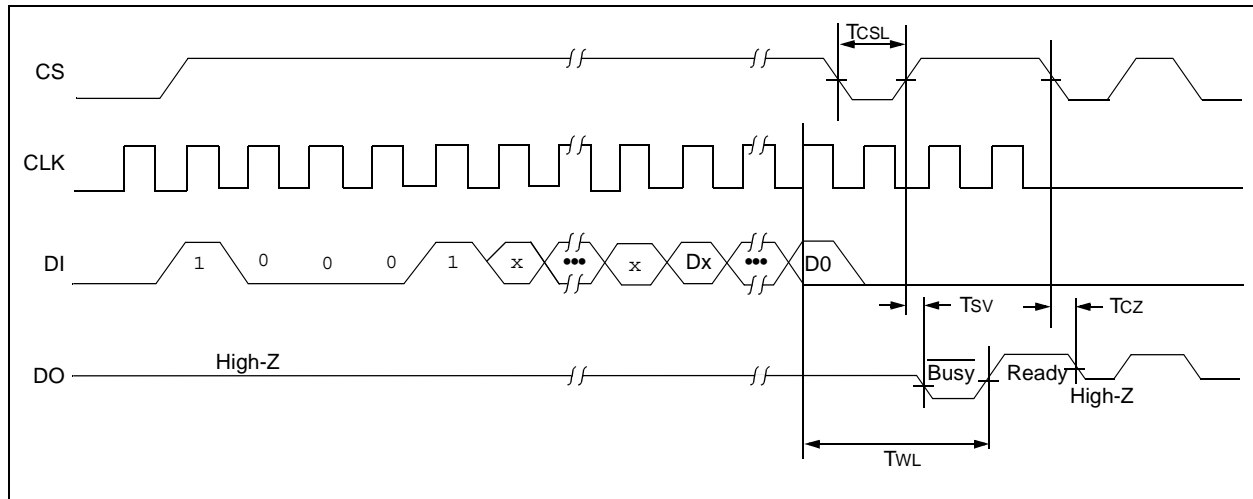 TCSL
CS
CLK
DI 1 0 0 0 1 x ••• x Dx ••• D0
TSV TCZ
High-Z
DO Busy Ready
High-Z
TWL